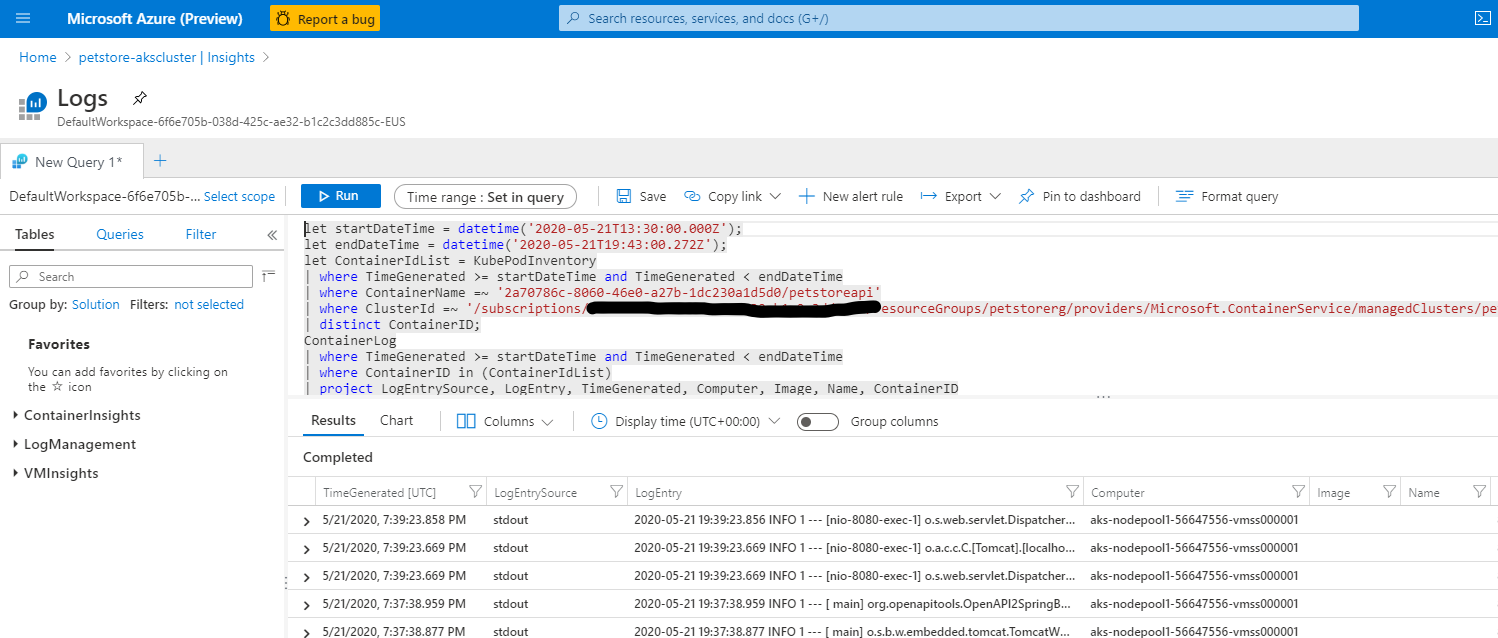 Microsoft Azure (Preview) Report a bug Search resources, services, and docs (G+/)
Home > petstore-akscluster | Insights >
Logs
DefaultWorkspace-6f6e705b-038d-425c-ae32-b1c2c3dd885c-EUS
New Query 1*
DefaultWorkspace-6f6e705b-... Select scope Run Time range : Set in query Save Copy link New alert rule Export Pin to dashboard Format query
Tables Queries Filter
Search
Group by: Solution Filters: not selected
Favorites
You can add favorites by clicking on
the ☆ icon
ContainerInsights
LogManagement
VMInsights
let startDateTime = datetime('2020-05-21T13:30:00.000Z');
let endDateTime = datetime('2020-05-21T19:43:00.272Z');
let ContainerIdList = KubePodInventory
| where TimeGenerated >= startDateTime and TimeGenerated < endDateTime
| where ContainerName =~ '2a70786c-8060-46e0-a27b-1dc230a1d5d0/petstoreapi'
| where ClusterId =~ '/subscriptions/ esourceGroups/petstorerg/providers/Microsoft.ContainerService/managedClusters/pe
| distinct ContainerID;
ContainerLog
| where TimeGenerated >= startDateTime and TimeGenerated < endDateTime
| where ContainerID in (ContainerIdList)
| project LogEntrySource, LogEntry, TimeGenerated, Computer, Image, Name, ContainerID
Results Chart Columns Display time (UTC+00:00) Group columns
Completed
TimeGenerated [UTC] LogEntrySource LogEntry Computer Image Name
5/21/2020, 7:39:23.858 PM stdout 2020-05-21 19:39:23.856 INFO 1 --- [nio-8080-exec-1] o.s.web.servlet.Dispatcher... aks-nodepool1-56647556-vmss000001
5/21/2020, 7:39:23.669 PM stdout 2020-05-21 19:39:23.669 INFO 1 --- [nio-8080-exec-1] o.a.c.c.C.[Tomcat].[localho... aks-nodepool1-56647556-vmss000001
5/21/2020, 7:39:23.669 PM stdout 2020-05-21 19:39:23.669 INFO 1 --- [nio-8080-exec-1] o.s.web.servlet.Dispatcher... aks-nodepool1-56647556-vmss000001
5/21/2020, 7:37:38.959 PM stdout 2020-05-21 19:37:38.959 INFO 1 --- [ main] org.openapitools.OpenAPI2SpringB... aks-nodepool1-56647556-vmss000001
5/21/2020, 7:37:38.877 PM stdout 2020-05-21 19:37:38.877 INFO 1 --- [ main] o.s.b.w.embedded.tomcat.TomcatW... aks-nodepool1-56647556-vmss000001